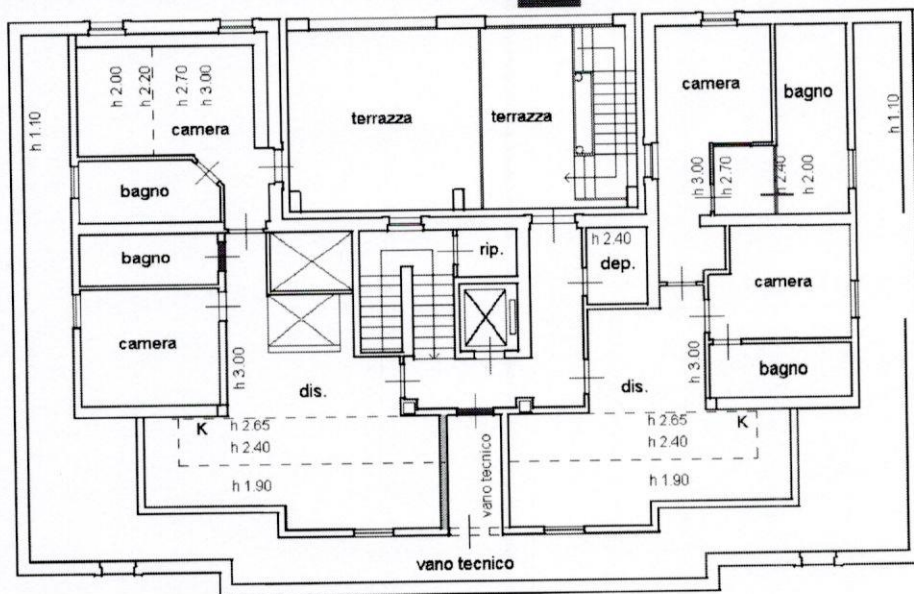 h 1.10
h 2.00
h 2.20
h 2.70
h 3.00
camera
bagno
bagno
camera
h 3.00
dis.
K
h 2.65
h 2.40
h 1.90
terrazza
terrazza
rip.
h 2.40
dep.
camera
bagno
h 3.00
h 2.70
h 2.40
h 2.00
h 1.10
camera
bagno
h 3.00
dis.
K
h 2.65
h 2.40
h 1.90
vano tecnico
vano tecnico